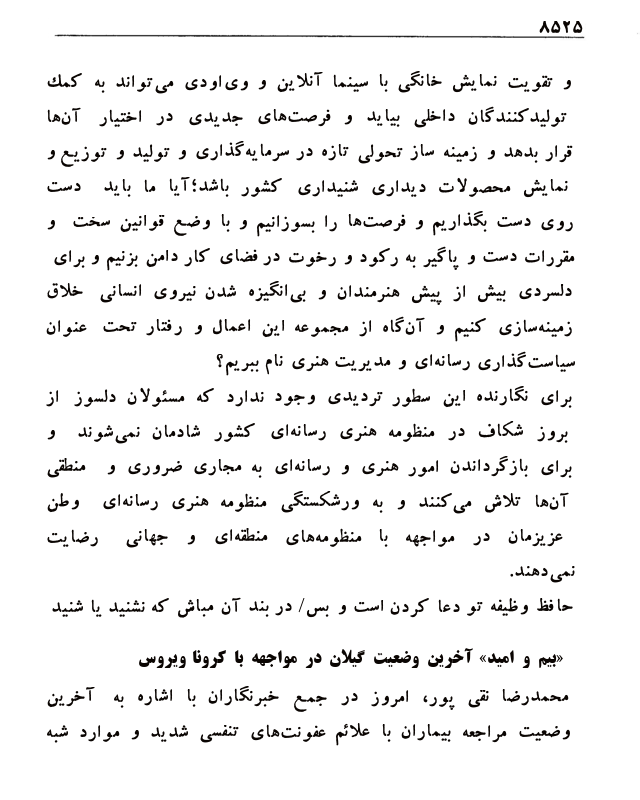 ۸۵۲۵
و تقویت نمایش خانگی با سینما آنلاین و وی‌اودی می‌تواند به کمك
تولیدکنندگان داخلی بیاید و فرصت‌های جدیدی در اختیار آن‌ها
قرار بدهد و زمینه ساز تحولی تازه در سرمایه‌گذاری و تولید و توزیع و
نمایش محصولات دیداری شنیداری کشور باشد؛آیا ما باید دست
روی دست بگذاریم و فرصت‌ها را بسوزانیم و با وضع قوانین سخت و
مقررات دست و پاگیر به رکود و رخوت در فضای کار دامن بزنیم و برای
دلسردی بیش از پیش هنرمندان و بی‌انگیزه شدن نیروی انسانی خلاق
زمینه‌سازی کنیم و آن‌گاه از مجموعه این اعمال و رفتار تحت عنوان
سیاست‌گذاری رسانه‌ای و مدیریت هنری نام ببریم؟
برای نگارنده این سطور تردیدی وجود ندارد که مسئولان دلسوز از
بروز شکاف در منظومه هنری رسانه‌ای کشور شادمان نمی‌شوند و
برای بازگرداندن امور هنری و رسانه‌ای به مجاری ضروری و منطقی
آن‌ها تلاش می‌کنند و به ورشکستگی منظومه هنری رسانه‌ای وطن
عزیزمان در مواجهه با منظومه‌های منطقه‌ای و جهانی رضایت
نمی‌دهند.
حافظ وظیفه تو دعا کردن است و بس/ در بند آن مباش که نشنید یا شنید
«بیم و امید» آخرین وضعیت گیلان در مواجهه با کرونا ویروس
محمدرضا نقی پور، امروز در جمع خبرنگاران با اشاره به آخرین
وضعیت مراجعه بیماران با علائم عفونت‌های تنفسی شدید و موارد شبه